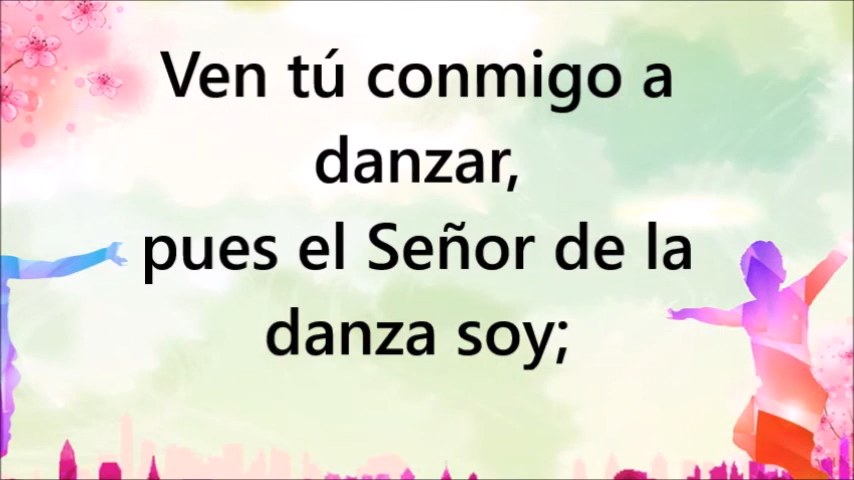 Ven tú conmigo a
danzar,
pues el Señor de la
danza soy;